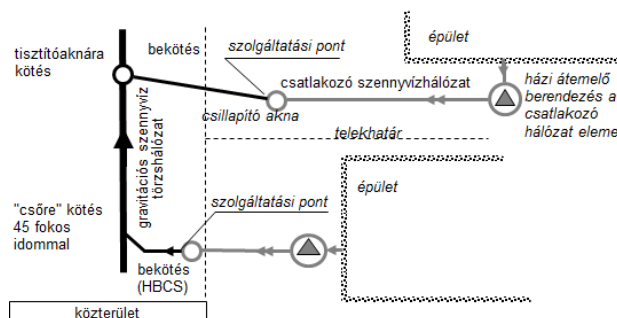 tisztítóaknára
kötés
bekötés
szolgáltatási pont
épület
csatlakozó szennyvízhálózat
csillapító akna
házi átemelő
berendezés a
csatlakozó
hálózat eleme
telekhatár
gravitációs szennyvíz
törzshálózat
épület
szolgáltatási pont
"csőre" kötés
45 fokos
idommal
bekötés
(HBCS)
közterület